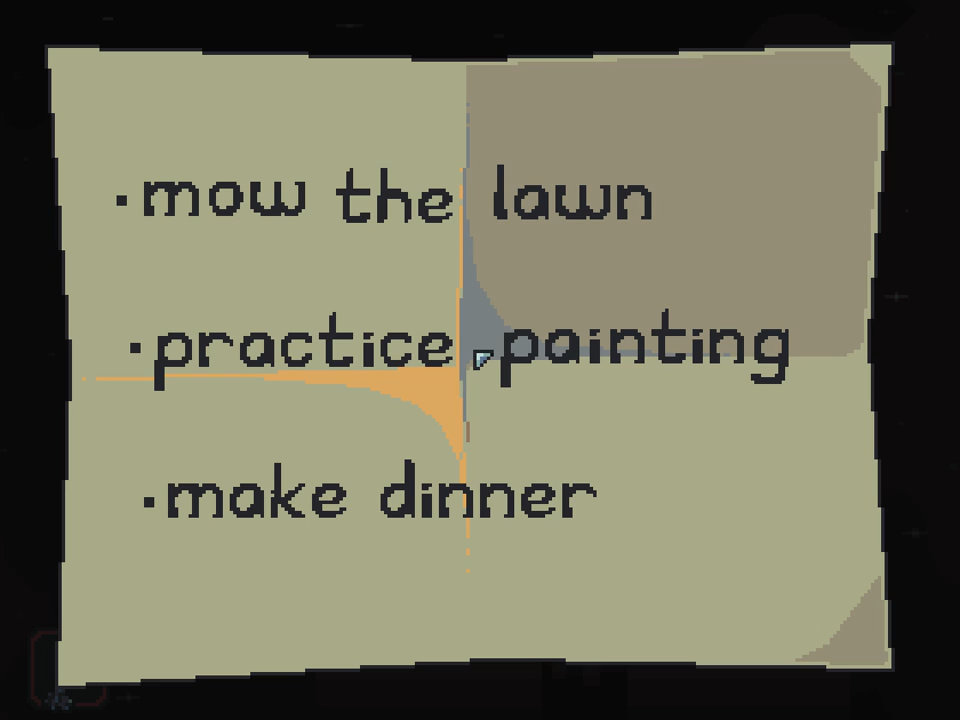 ·mow the lawn
·practice painting
·make dinner